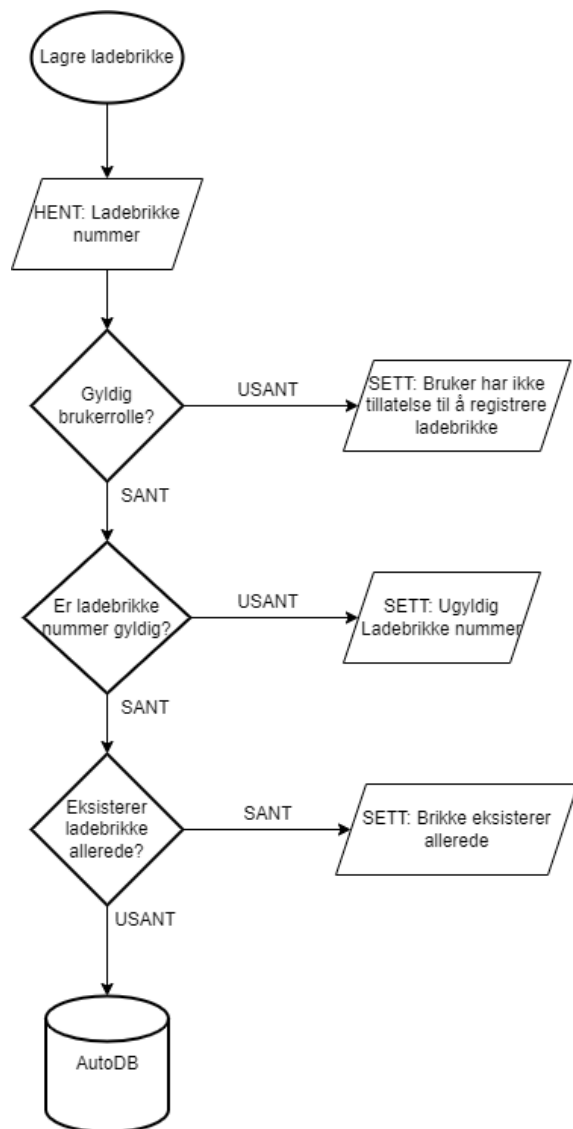 Lagre ladebrikke
HENT: Ladebrikke
nummer
Gyldig
brukerrolle?
USANT
SETT: Bruker har ikke
tillatelse til å registrere
ladebrikke
SANT
Er ladebrikke
nummer gyldig?
USANT
SETT: Ugyldig
Ladebrikke nummer
SANT
Eksisterer
ladebrikke
allerede?
SANT
SETT: Brikke eksisterer
allerede
USANT
AutoDB